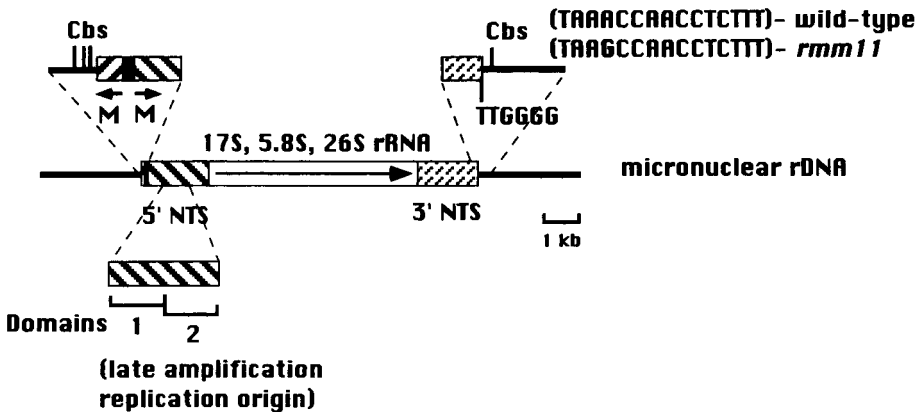 Cbs
Cbs
(TAAACCAACCTCTTT)- wild-type
(TAAGCCAACCTCTTT)- rmm11
M M
TTGGGG
17S, 5.8S, 26S rRNA
micronuclear rDNA
5' NTS
3' NTS
1 kb
Domains
1
2
(late amplification
replication origin)